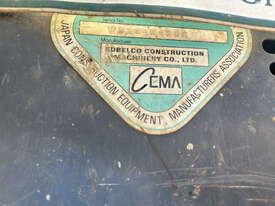 Serial No.
Manufacturer
KOBELCO CONSTRUCTION
MACHINERY CO., LTD.
CEMA
JAPAN CONSTRUCTION EQUIPMENT MANUFACTURERS ASSOCIATION